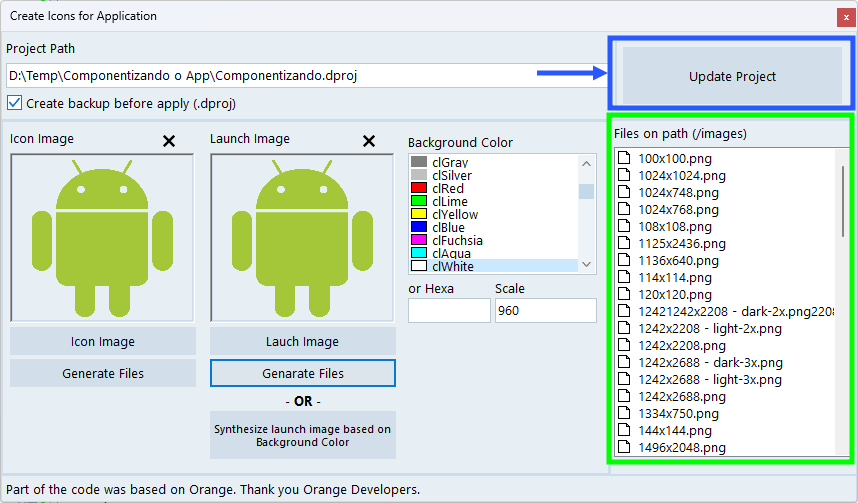 Create Icons for Application
x
Project Path
D:\Temp\Componentizando o App\Componentizando.dproj
Create backup before apply (.dproj)
Update Project
Icon Image
Launch Image
Background Color
clGray
clSilver
clRed
clLime
clYellow
clBlue
clFuchsia
clAqua
clWhite
or Hexa
Scale
960
Icon Image
Lauch Image
Generate Files
Genarate Files
- OR -
Synthesize launch image based on
Background Color
Files on path (/images)
100x100.png
1024x1024.png
1024x748.png
1024x768.png
108x108.png
1125x2436.png
1136x640.png
114x114.png
120x120.png
12421242x2208 - dark-2x.png2208
1242x2208 - light-2x.png
1242x2208.png
1242x2688 - dark-3x.png
1242x2688 - light-3x.png
1242x2688.png
1334x750.png
144x144.png
1496x2048.png
Part of the code was based on Orange. Thank you Orange Developers.